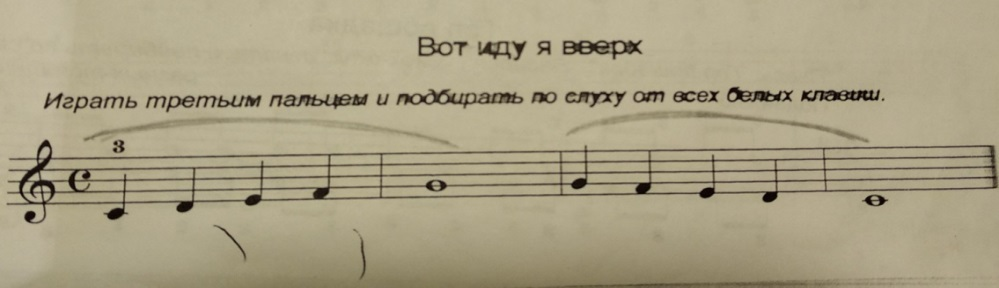 Вот иду я вверх
Играть третьим пальцем и подбирать по слуху от всех белых клавиш.
3